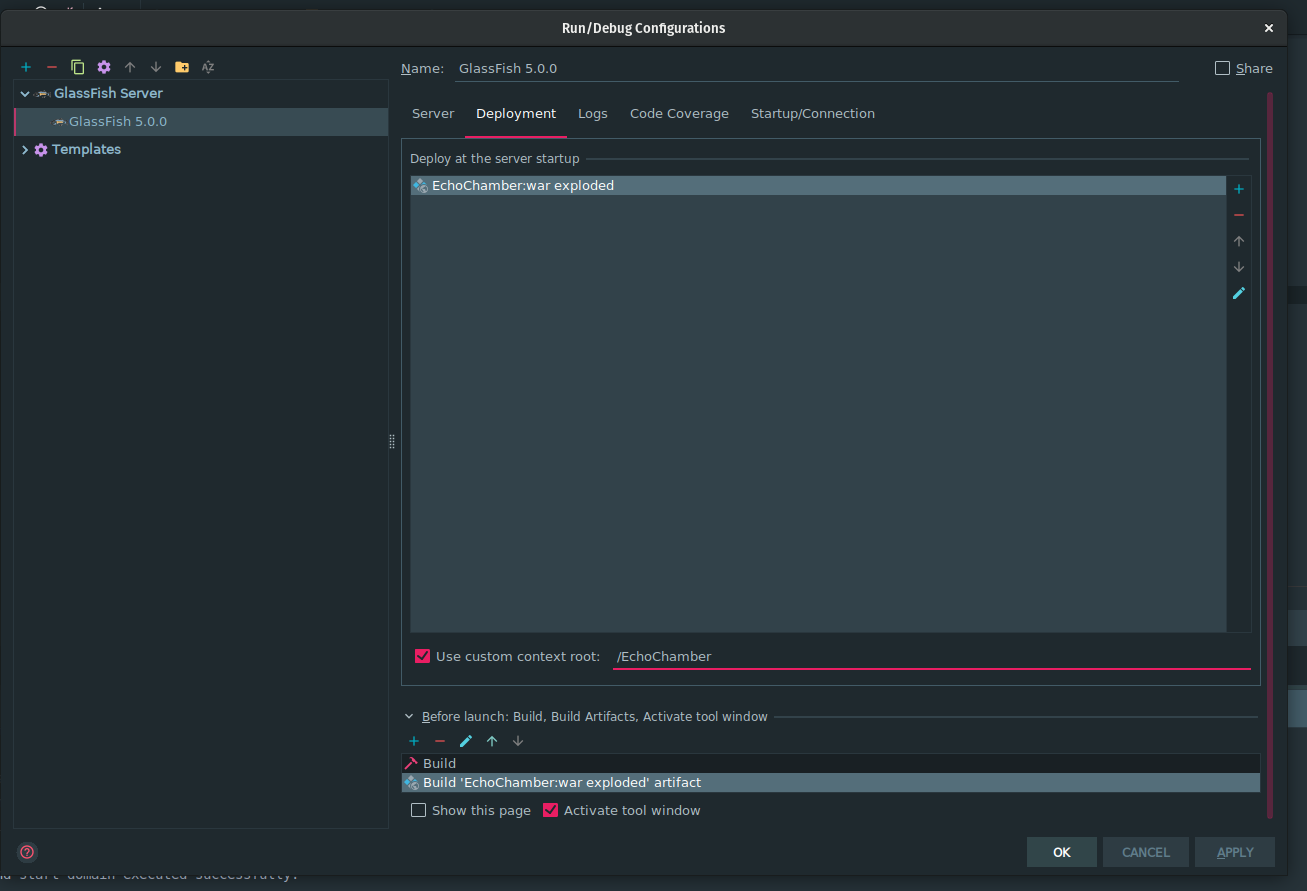 Run/Debug Configurations
Name: GlassFish 5.0.0
Share
GlassFish Server
GlassFish 5.0.0
Templates
Server Deployment Logs Code Coverage Startup/Connection
Deploy at the server startup
EchoChamber:war exploded
Use custom context root: /EchoChamber
Before launch: Build, Build Artifacts, Activate tool window
Build
Build 'EchoChamber:war exploded' artifact
Show this page Activate tool window
OK CANCEL APPLY
start domain executed successfully.